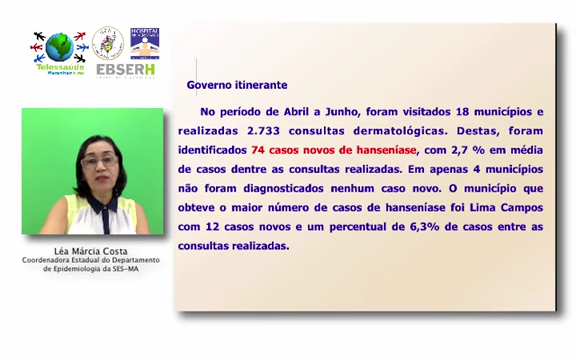 HOSPITAL
Telessaúde
EBSERH
Governo itinerante
No período de Abril a Junho, foram visitados 18 municípios e
realizadas 2.733 consultas dermatológicas. Destas, foram
identificados 74 casos novos de hanseníase, com 2,7 % em média
de casos dentre as consultas realizadas. Em apenas 4 municípios
não foram diagnosticados nenhum caso novo. O município que
obteve o maior número de casos de hanseníase foi Lima Campos
com 12 casos novos e um percentual de 6,3% de casos entre as
consultas realizadas.
Léa Márcia Costa
Coordenadora Estadual do Departamento
de Epidemiologia da SES-MA